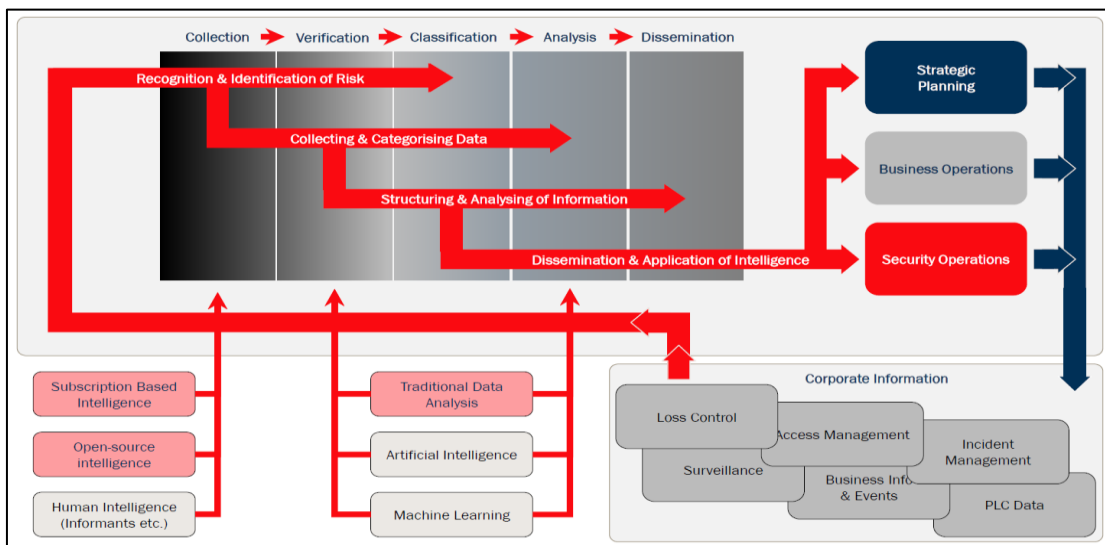 Collection
Verification
Classification
Analysis
Dissemination
Recognition & Identification of Risk
Collecting & Categorising Data
Structuring & Analysing of Information
Dissemination & Application of Intelligence
Strategic
Planning
Business Operations
Security Operations
Subscription Based
Intelligence
Open-source
intelligence
Human Intelligence
(Informants etc.)
Traditional Data
Analysis
Artificial Intelligence
Machine Learning
Corporate Information
Loss Control
Access Management
Incident
Management
Surveillance
Business Info
& Events
PLC Data